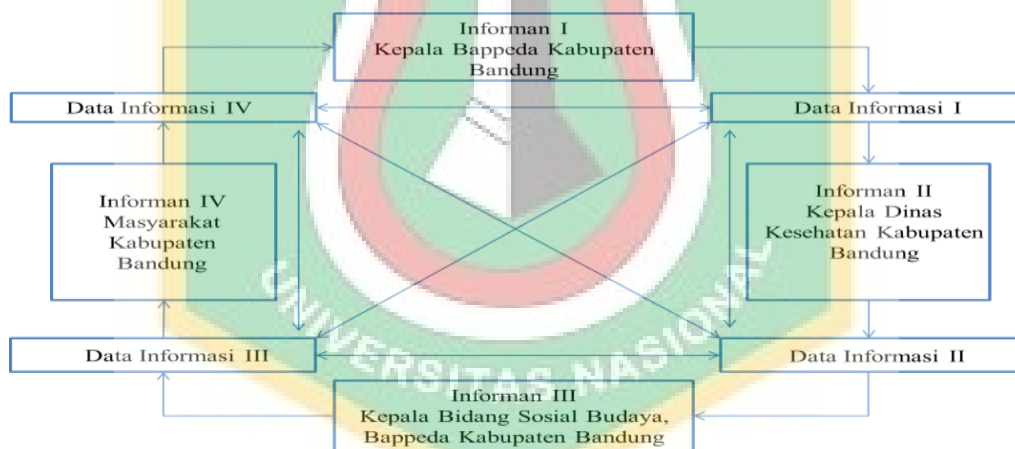 Informan I
Kepala Bappeda Kabupaten
Bandung
Data Informasi IV
Data Informasi I
Informan IV
Masyarakat
Kabupaten
Bandung
Informan II
Kepala Dinas
Kesehatan Kabupaten
Bandung
UNIVERSITAS NASIONAL
Data Informasi III
Data Informasi II
Informan III
Kepala Bidang Sosial Budaya,
Bappeda Kabupaten Bandung